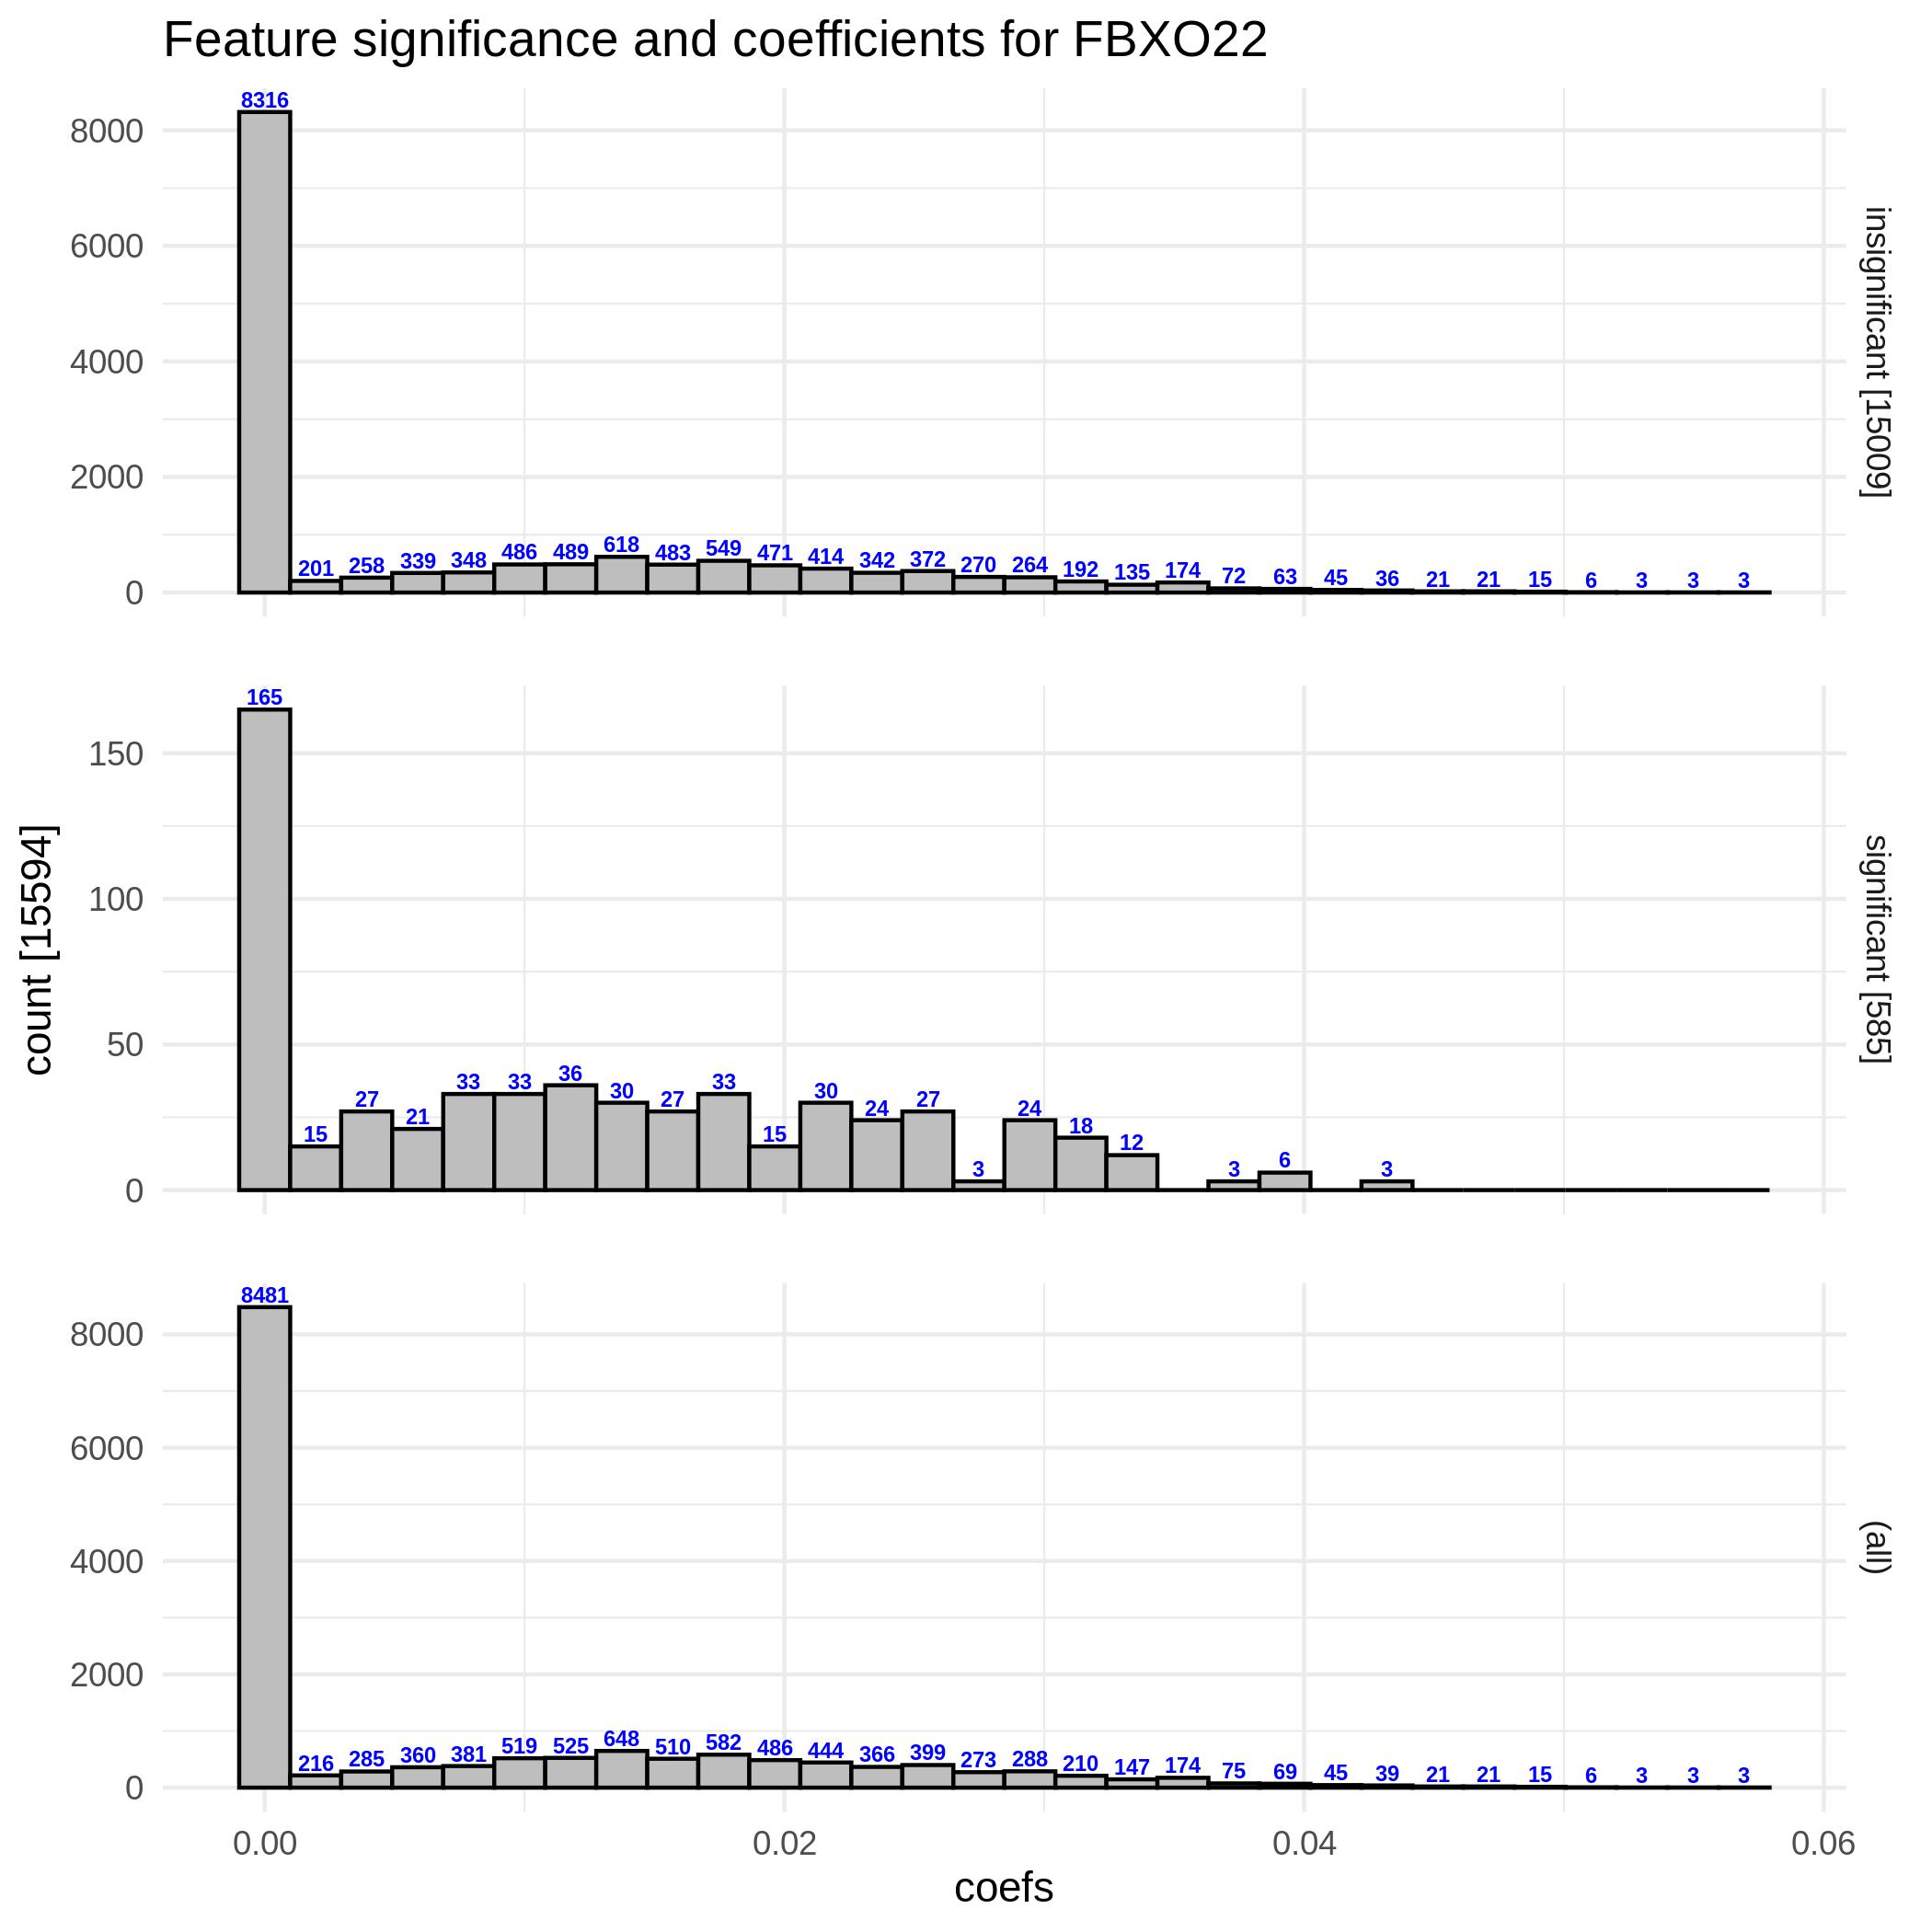 Feature significance and coefficients for FBXO22
8316
8000
6000
4000
2000
0
201 258 339 348 486 489 618 483 549 471 414 342 372 270 264 192 135 174 72 63 45 36 21 21 15 6 3 3 3
insignificant [15009]
165
150
100
50
0
15 27 21 33 33 36 30 27 33 15 30 24 27 3 24 18 12 3 6 3
significant [585]
count [15594]
8481
8000
6000
4000
2000
0
216 285 360 381 519 525 648 510 582 486 444 366 399 273 288 210 147 174 75 69 45 39 21 21 15 6 3 3 3
(all)
0.00 0.02 0.04 0.06
coefs